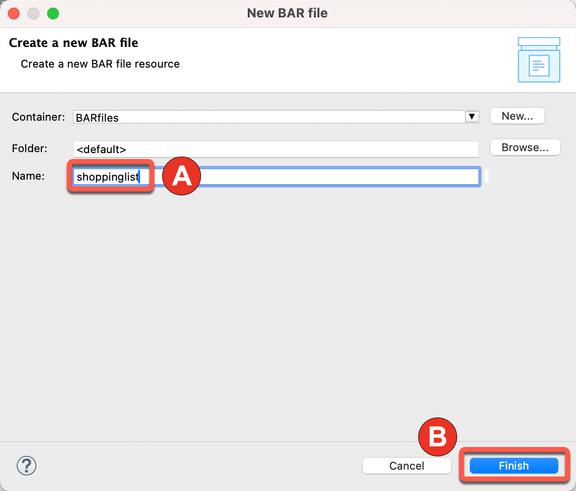 New BAR file
Create a new BAR file
Create a new BAR file resource
Container: BARfiles New...
Folder: <default> Browse...
Name: shoppinglist A
B
? Cancel Finish